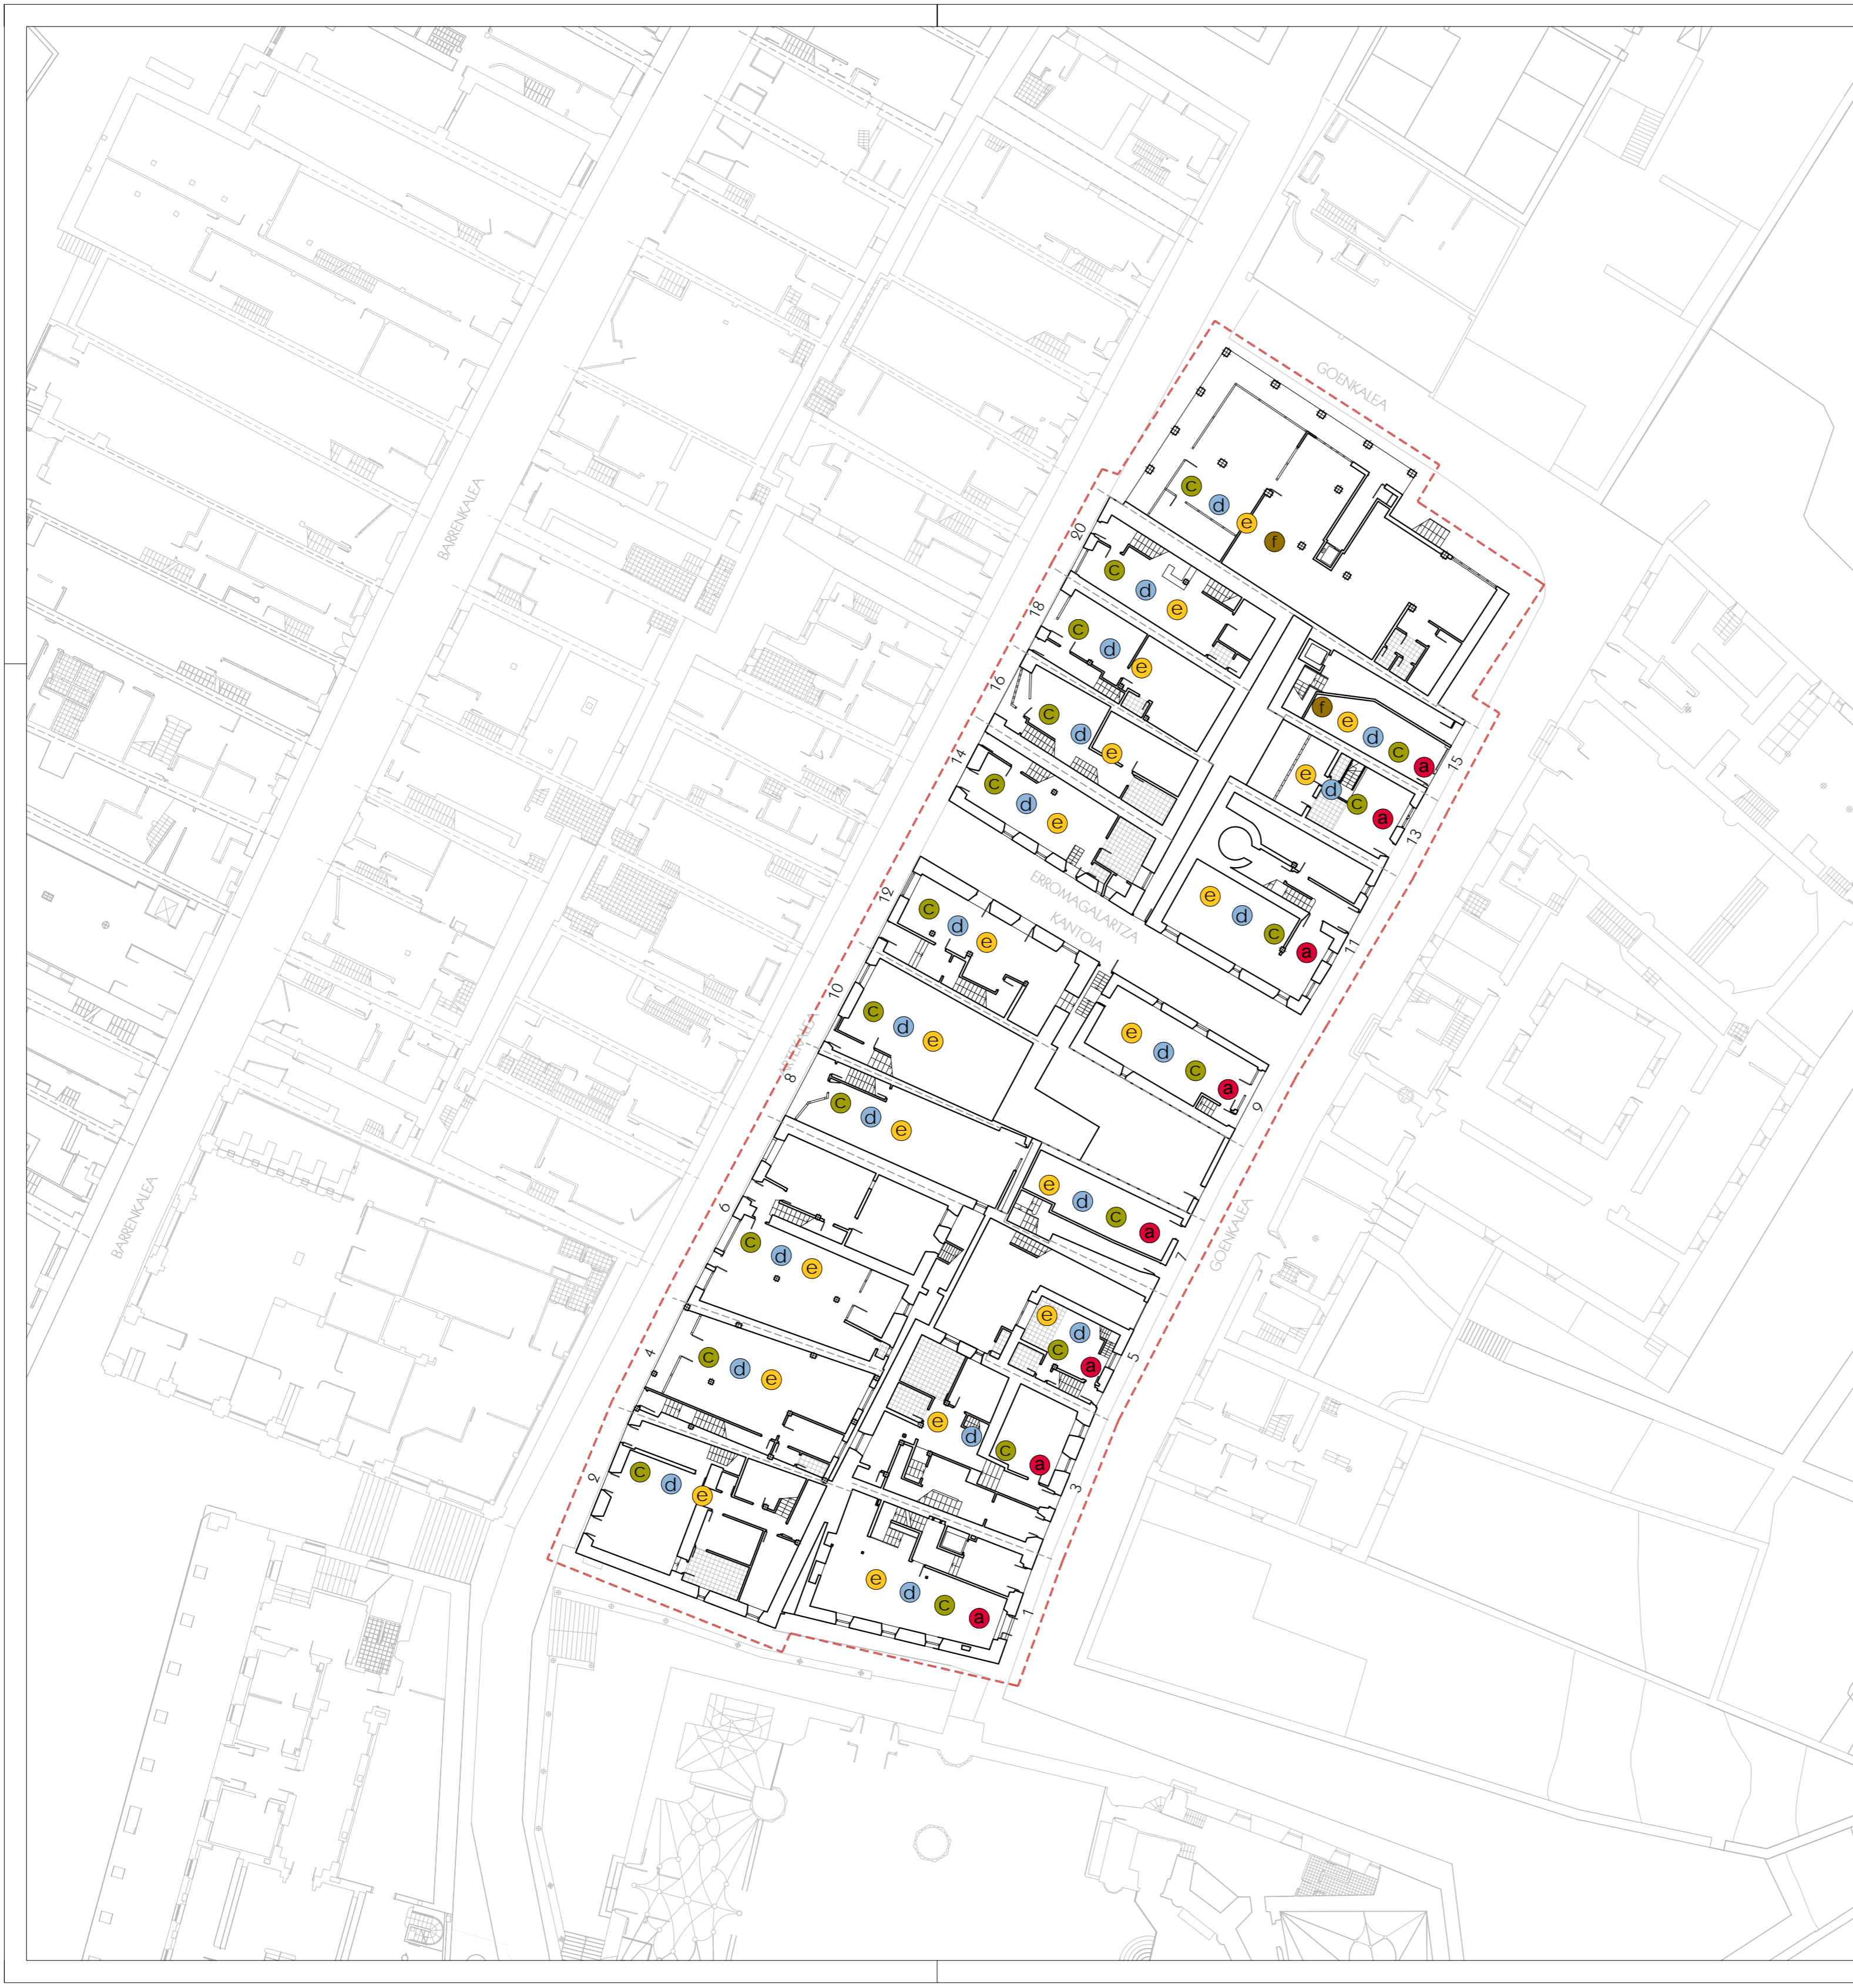 GOENKALEA
BARRENKALEA
c d e f
20
c d e
18
c d e
16
c d e
f e d c a
15
14
c d e
e d c a
13
ERROMAGALARTZA
KANTOIA
12
c d e
e d c a
11
10
c d e
e d c a
9
8
c d e
BARRENKALEA
e d c a
7
GOENKALEA
6
c d e
e d c a
5
4
c d e
e d c a
3
2
c d e
e d c a
1